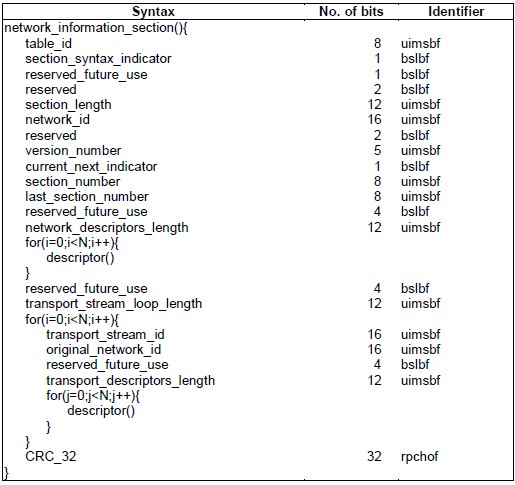 Syntax No. of bits Identifier
network_information_section(){
table_id 8 uimsbf
section_syntax_indicator 1 bslbf
reserved_future_use 1 bslbf
reserved 2 bslbf
section_length 12 uimsbf
network_id 16 uimsbf
reserved 2 bslbf
version_number 5 uimsbf
current_next_indicator 1 bslbf
section_number 8 uimsbf
last_section_number 8 uimsbf
reserved_future_use 4 bslbf
network_descriptors_length 12 uimsbf
for(i=0;i<N;i++){
descriptor()
}
reserved_future_use 4 bslbf
transport_stream_loop_length 12 uimsbf
for(i=0;i<N;i++){
transport_stream_id 16 uimsbf
original_network_id 16 uimsbf
reserved_future_use 4 bslbf
transport_descriptors_length 12 uimsbf
for(j=0;j<N;j++){
descriptor()
}
}
CRC_32 32 rpchof
}